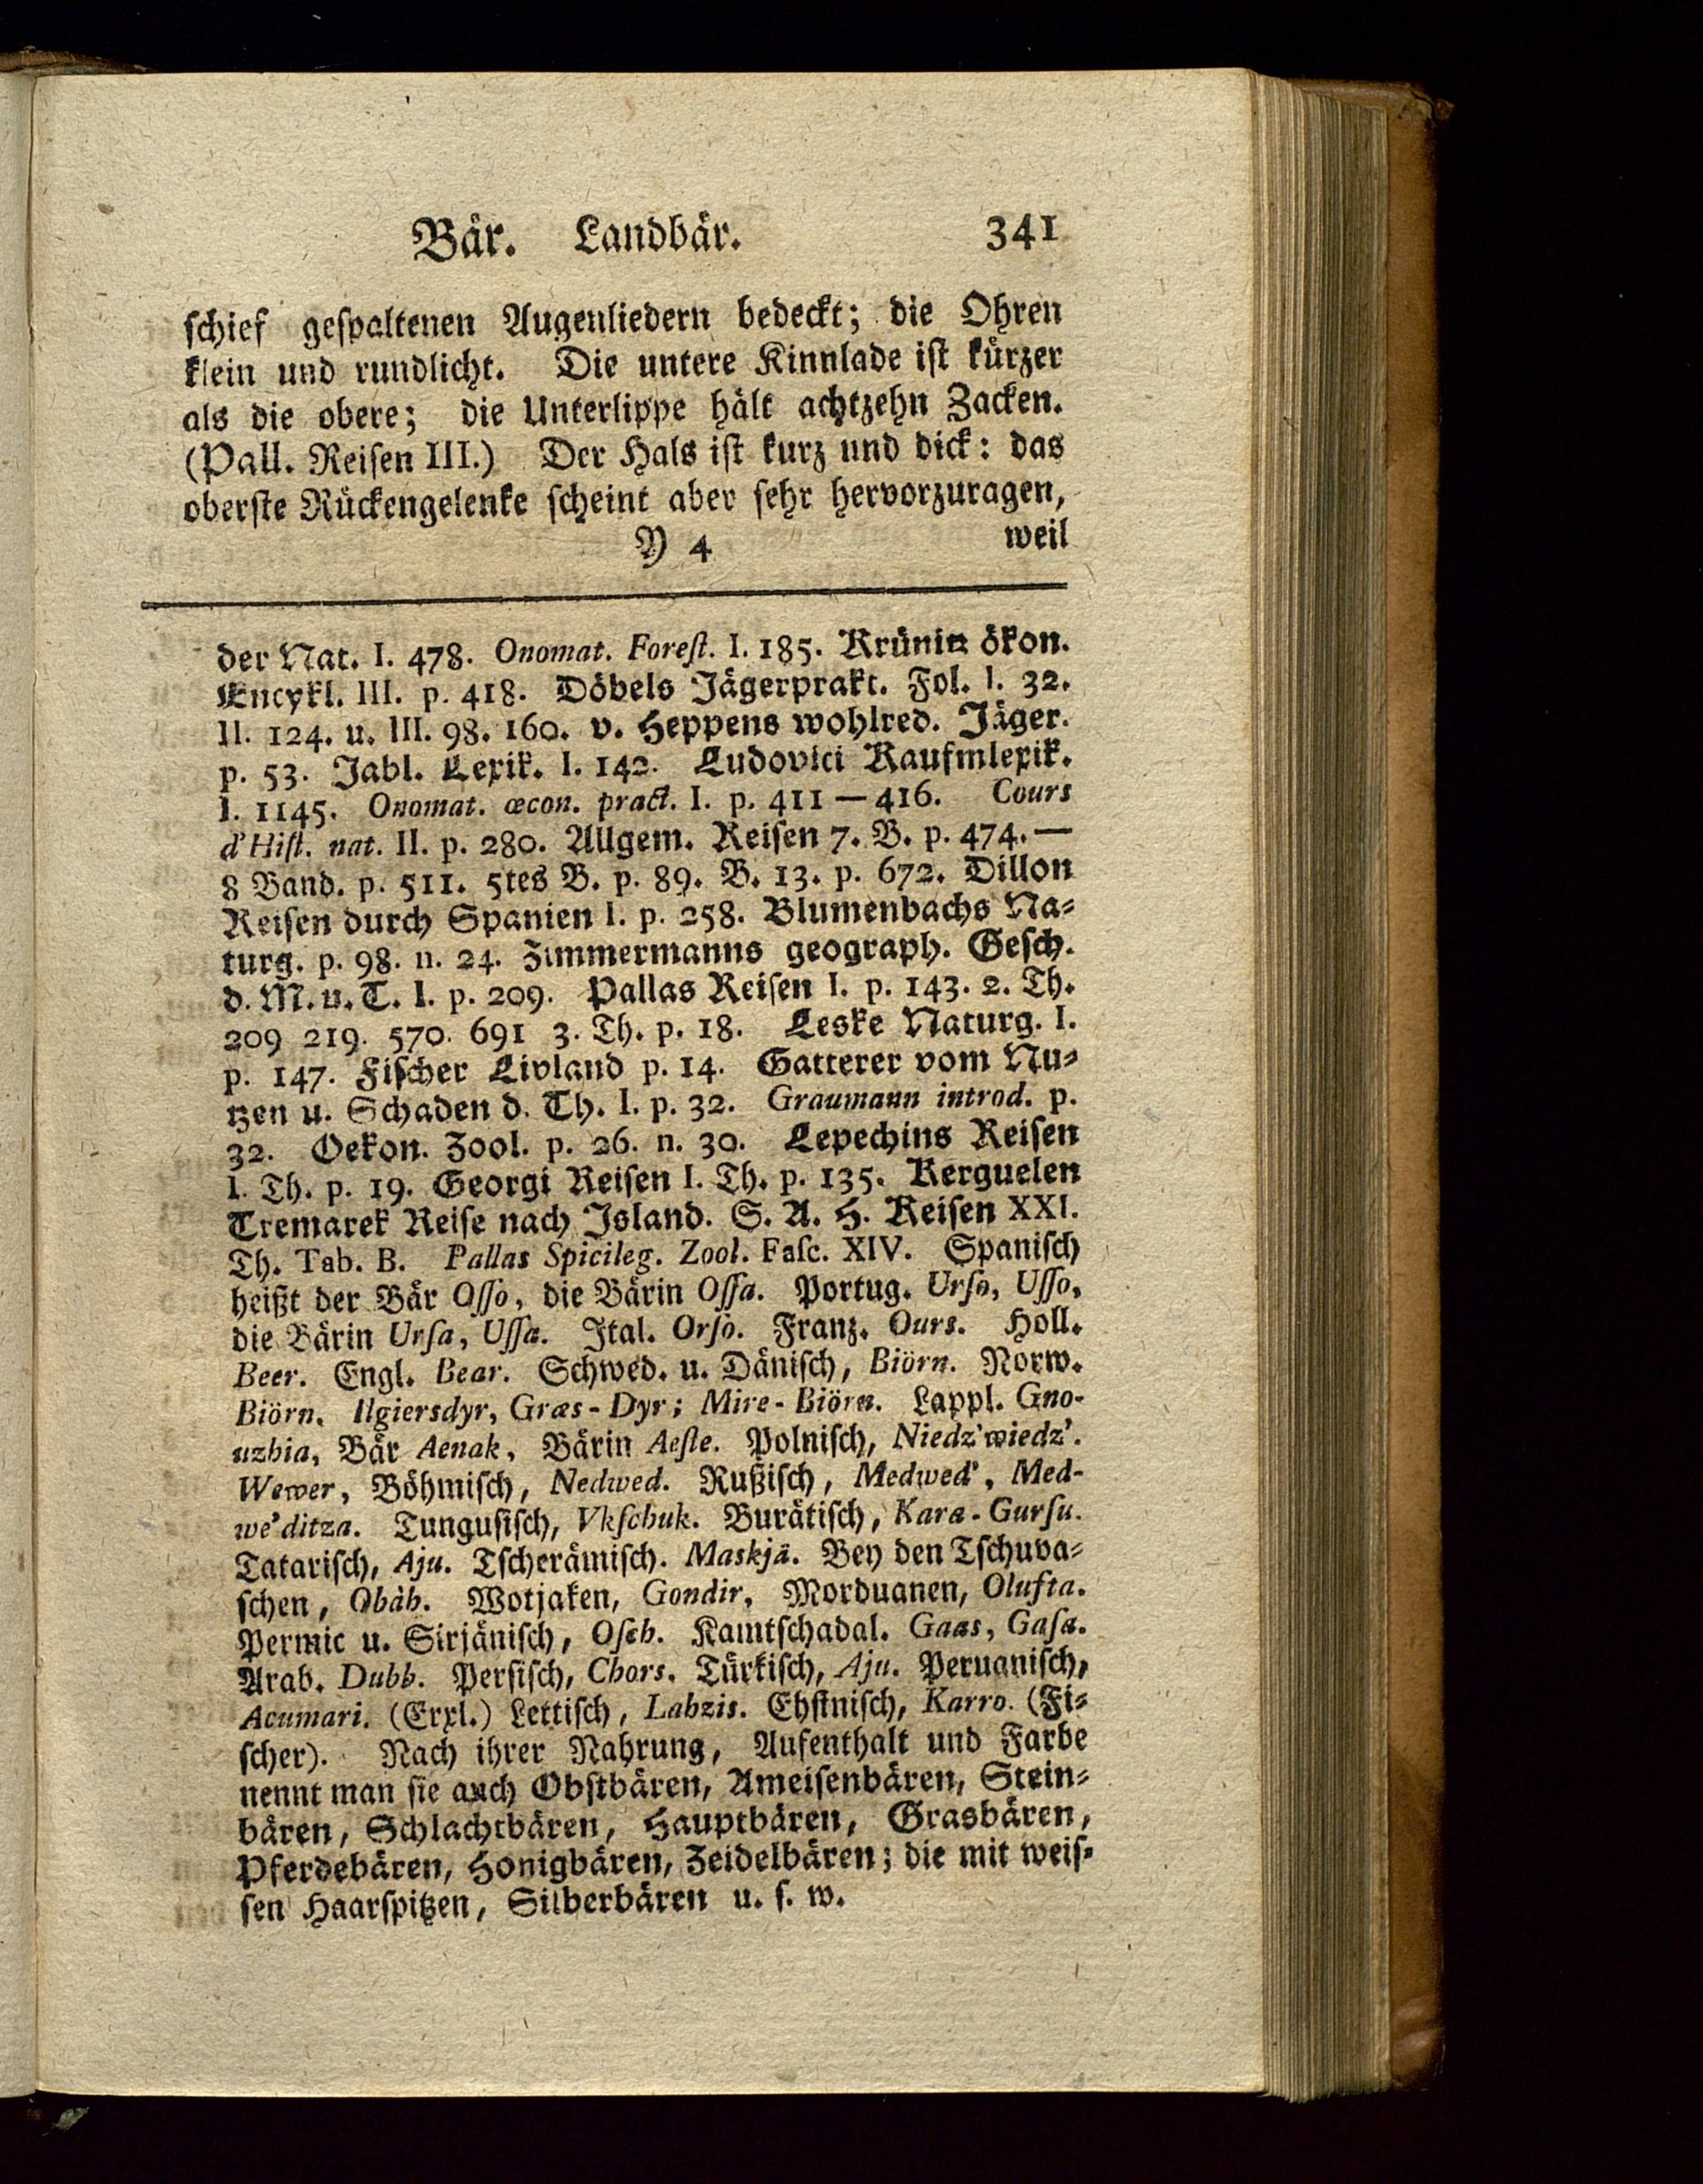 Bär. Landbär. 341
ſchief geſpaltenen Augenliedern bedeckt; die Ohren
klein und rundlicht. Die untere Kinnlade iſt kürzer
als die obere; die Unterlippe hält achtzehn Zacken.
(Pall. Reiſen III.) Der Hals iſt kurz und dick: das
oberſte Rückengelenke ſcheint aber ſehr hervorzuragen,
Y 4 weil
der Nat. I. 478. Onomat. Foreſt. I. 185. Krünitz ökon.
Encykl. III. p. 418. Döbels Jägerprakt. Fol. I. 32.
II. 124. u. III. 98. 160. v. Heppens wohlred. Jäger.
p. 53. Jabl. Lexik. I. 142. Ludovici Kaufmlexik.
I. 1145. Onomat. œcon. pract. I. p. 411 — 416. Cours
d'Hiſt. nat. II. p. 280. Allgem. Reiſen 7. B. p. 474. —
8 Band. p. 511. 5tes B. p. 89. B. 13. p. 672. Dillon
Reiſen durch Spanien I. p. 258. Blumenbachs Na⸗
turg. p. 98. n. 24. Zimmermanns geograph. Geſch.
d. M. u. T. I. p. 209. Pallas Reiſen I. p. 143. 2. Th.
209 219. 570. 691 3. Th. p. 18. Leske Naturg. I.
p. 147. Fiſcher Livland p. 14. Gatterer vom Nu⸗
tzen u. Schaden d. Th. I. p. 32. Graumann introd. p.
32. Oekon. Zool. p. 26. n. 30. Lepechins Reiſen
I. Th. p. 19. Georgi Reiſen I. Th. p. 135. Kerguelen
Tremarek Reiſe nach Island. S. A. H. Reiſen XXI.
Th. Tab. B. Pallas Spicileg. Zool. Faſc. XIV. Spaniſch
heißt der Bär Oſſo, die Bärin Oſſa. Portug. Urſo, Uſſo,
die Bärin Urſa, Uſſa. Ital. Orſo. Franz. Ours. Holl.
Beer. Engl. Bear. Schwed. u. Däniſch, Biörn. Norw.
Biörn. Ilgiersdyr, Græs-Dyr; Mire-Biörn. Lappl. Gno-
uzhia, Bär Aenak, Bärin Aeſte. Polniſch, Niedz'wiedz'.
Wewer, Böhmiſch, Nedwed. Rußiſch, Medwed', Med-
we'ditza. Tunguſiſch, Vkſchuk. Burätiſch, Kara-Gurſu.
Tatariſch, Aju. Tſcherämiſch. Maskjä. Bey den Tſchuva⸗
ſchen, Obàb. Wotjaken, Gondir, Morduanen, Olufta.
Permic u. Sirjäniſch, Oſch. Kamtſchadal. Gaas, Gaſa.
Arab. Dubb. Perſiſch, Chors. Türkiſch, Aju. Peruaniſch,
Acumari. (Erxl.) Lettiſch, Labzis. Ehſtniſch, Karro. (Fi⸗
ſcher). Nach ihrer Nahrung, Aufenthalt und Farbe
nennt man ſie auch Obſtbären, Ameiſenbären, Stein⸗
bären, Schlachtbären, Hauptbären, Grasbären,
Pferdebären, Honigbären, Zeidelbären; die mit weiſ⸗
ſen Haarſpitzen, Silberbären u. ſ. w.